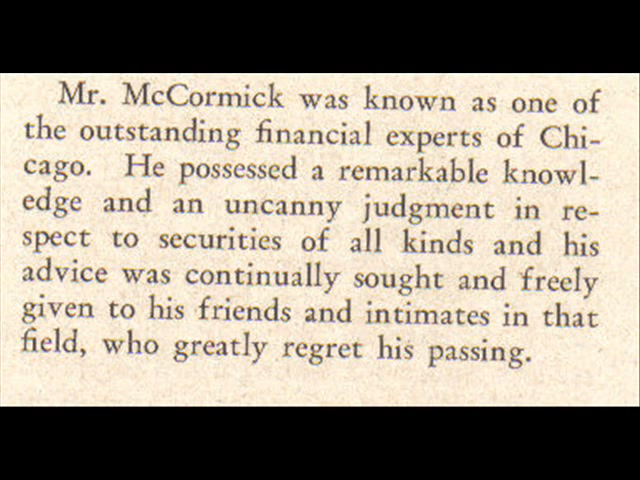 Mr. McCormick was known as one of
the outstanding financial experts of Chi-
cago. He possessed a remarkable knowl-
edge and an uncanny judgment in re-
spect to securities of all kinds and his
advice was continually sought and freely
given to his friends and intimates in that
field, who greatly regret his passing.